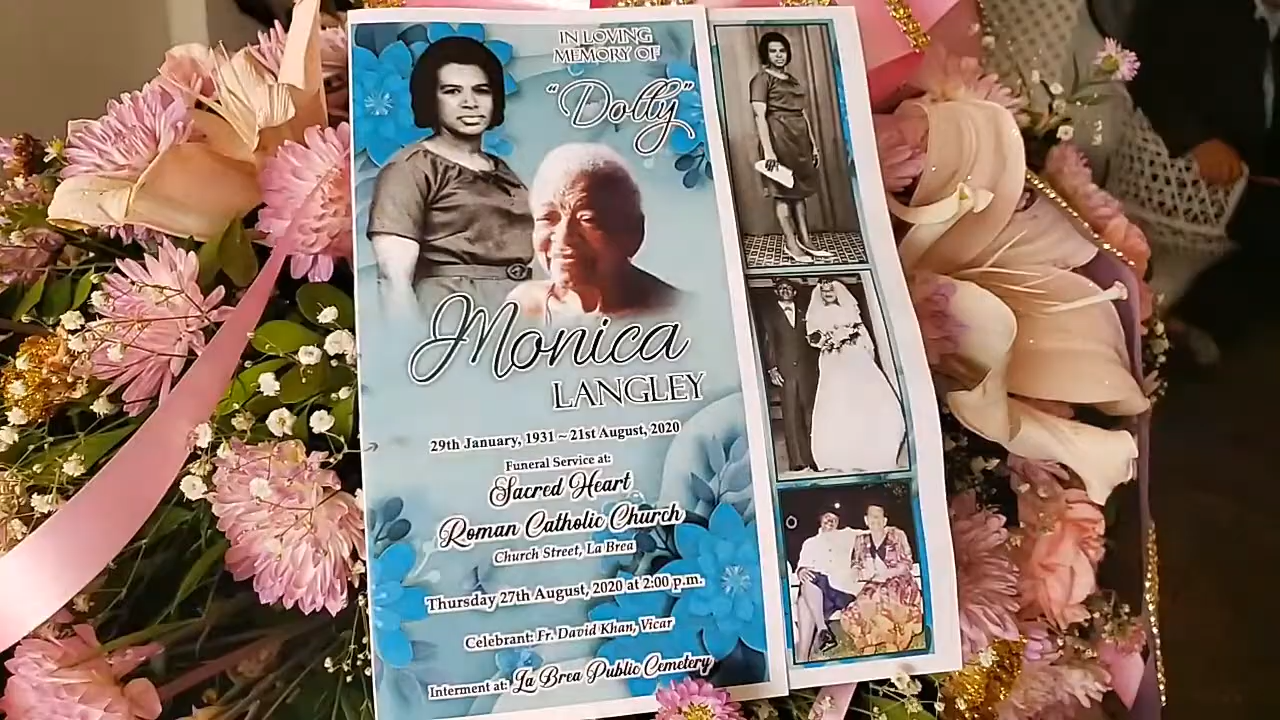 IN LOVING
MEMORY OF
"Dolly"
Monica
LANGLEY
29th January, 1931 ~ 21st August, 2020
Funeral Service at:
Sacred Heart
Roman Catholic Church
Church Street, La Brea
Thursday 27th August, 2020 at 2:00 p.m.
Celebrant: Fr. David Khan, Vicar
Interment at: La Brea Public Cemetery